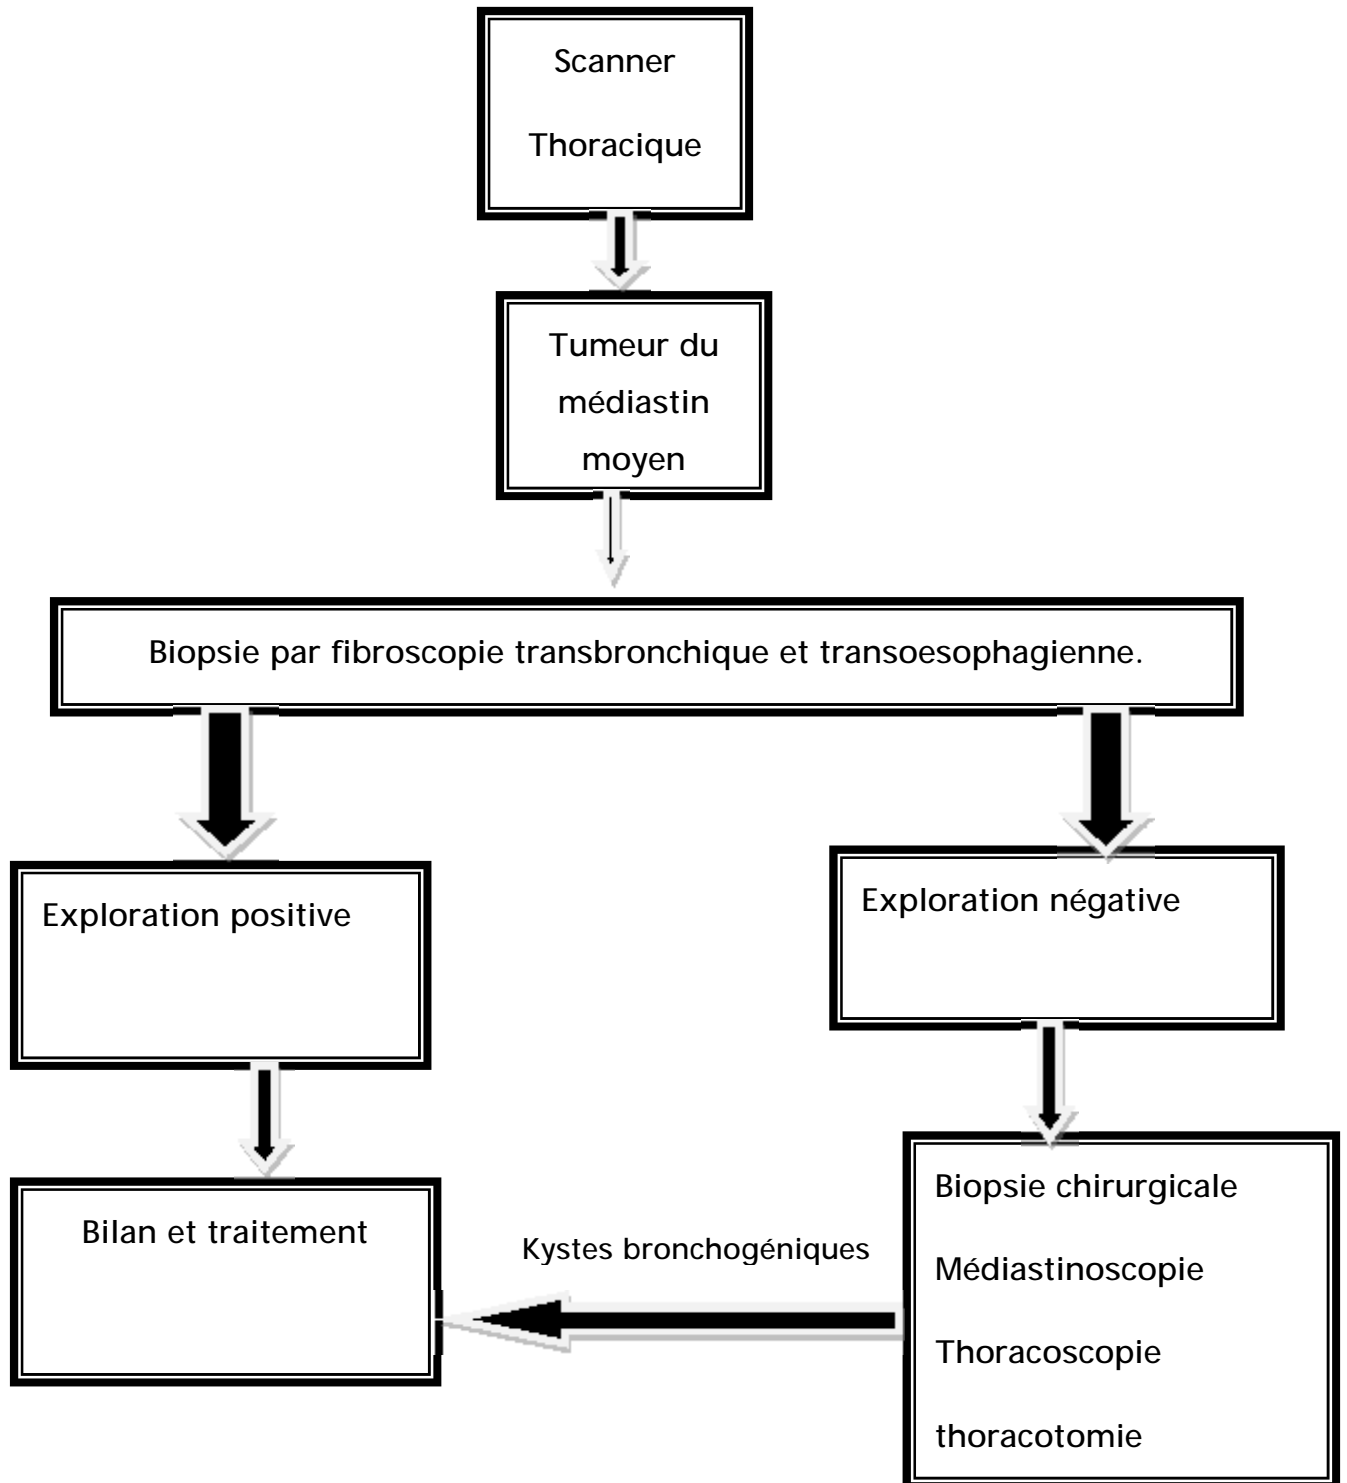 Scanner
Thoracique
Tumeur du
médiastin
moyen
Biopsie par fibroscopie transbronchique et transoesophagienne.
Exploration positive
Exploration négative
Bilan et traitement
Kystes bronchogéniques
Biopsie chirurgicale
Médiastinoscopie
Thoracoscopie
thoracotomie